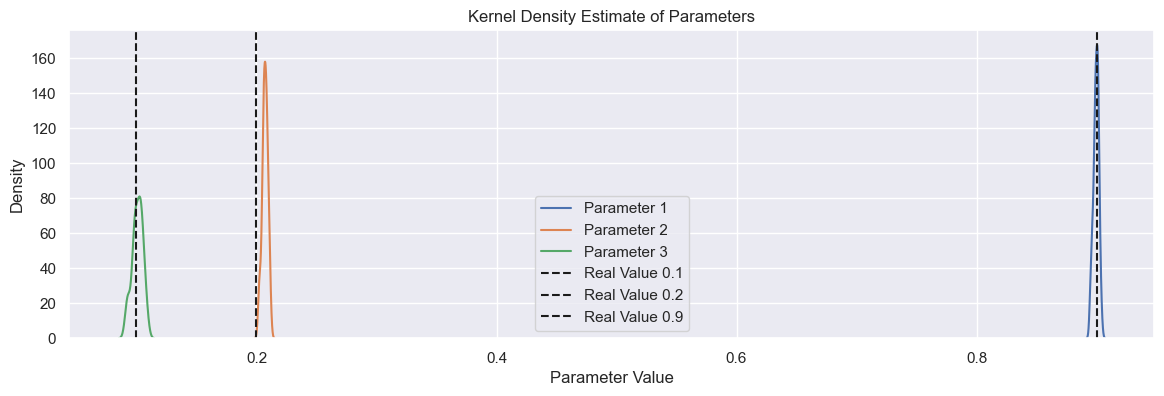 Kernel Density Estimate of Parameters
Density
160
140
120
100
80
60
40
20
0
Parameter 1
Parameter 2
Parameter 3
Real Value 0.1
Real Value 0.2
Real Value 0.9
0.2 0.4 0.6 0.8
Parameter Value